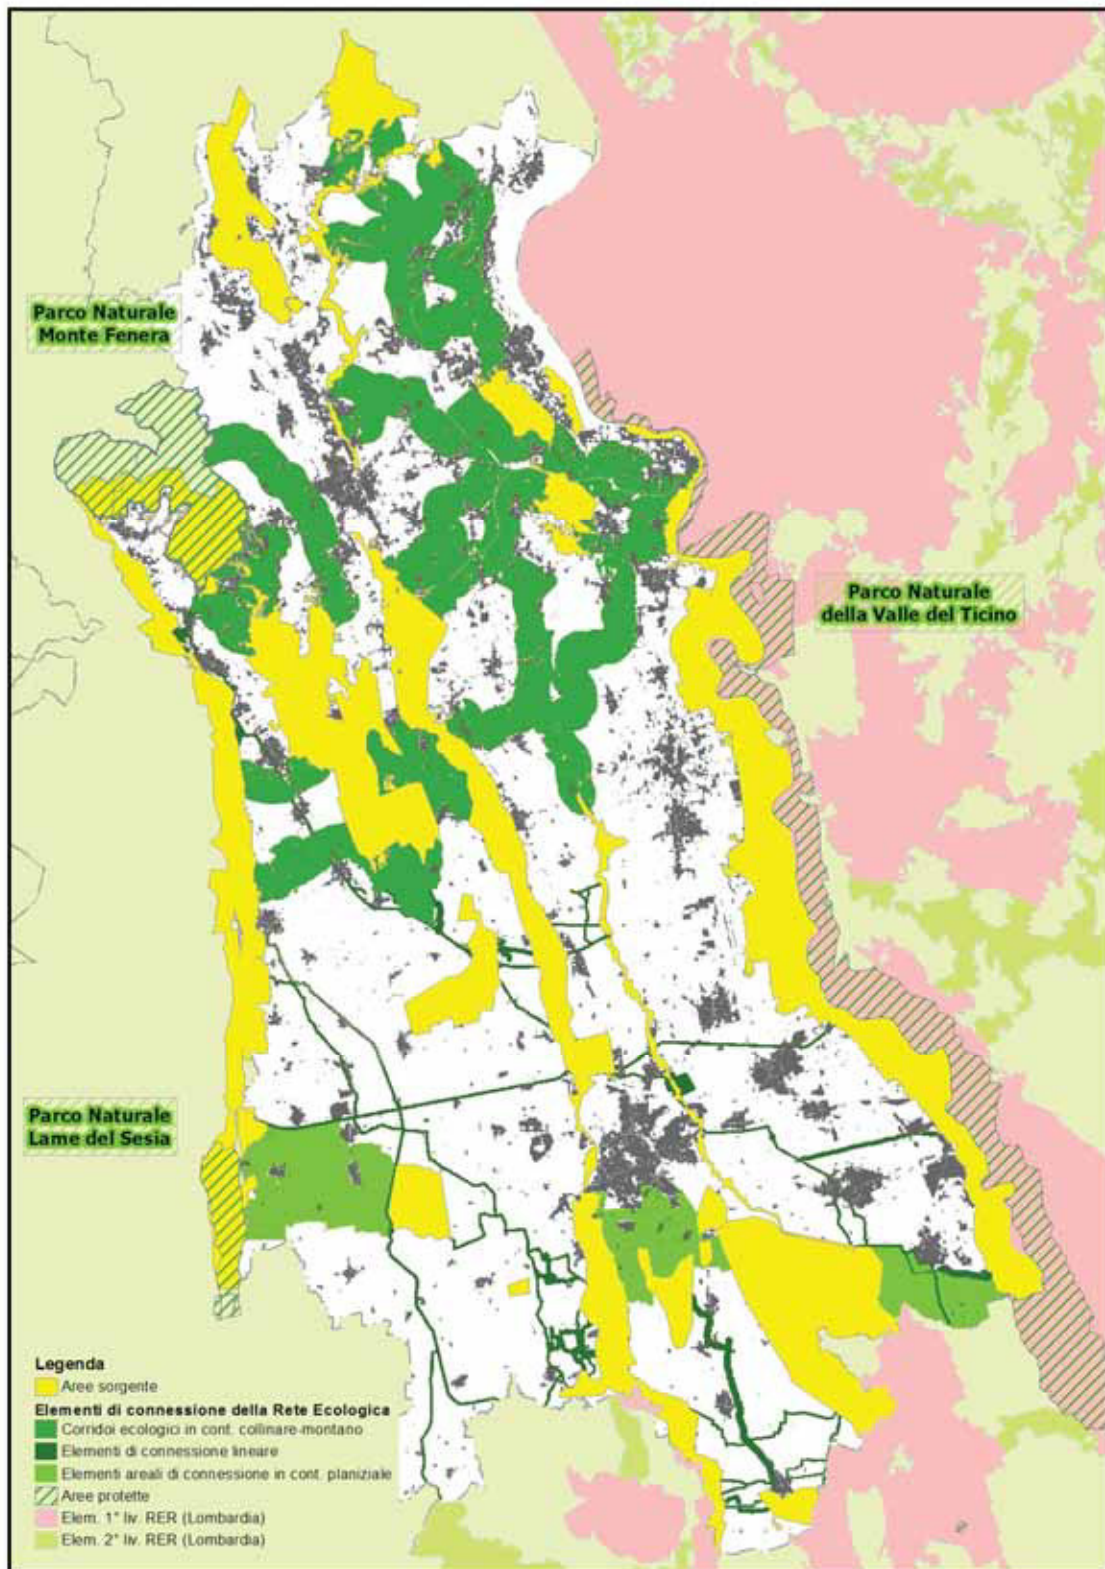 Parco Naturale
Monte Fenera
Parco Naturale
della Valle del Ticino
Parco Naturale
Lame del Sesia
Legenda
Aree sorgente
Elementi di connessione della Rete Ecologica
Corridoi ecologici in cont. collinare-montano
Elementi di connessione lineare
Elementi areali di connessione in cont. planiziale
Aree protette
Elem. 1° liv. RER (Lombardia)
Elem. 2° liv. RER (Lombardia)